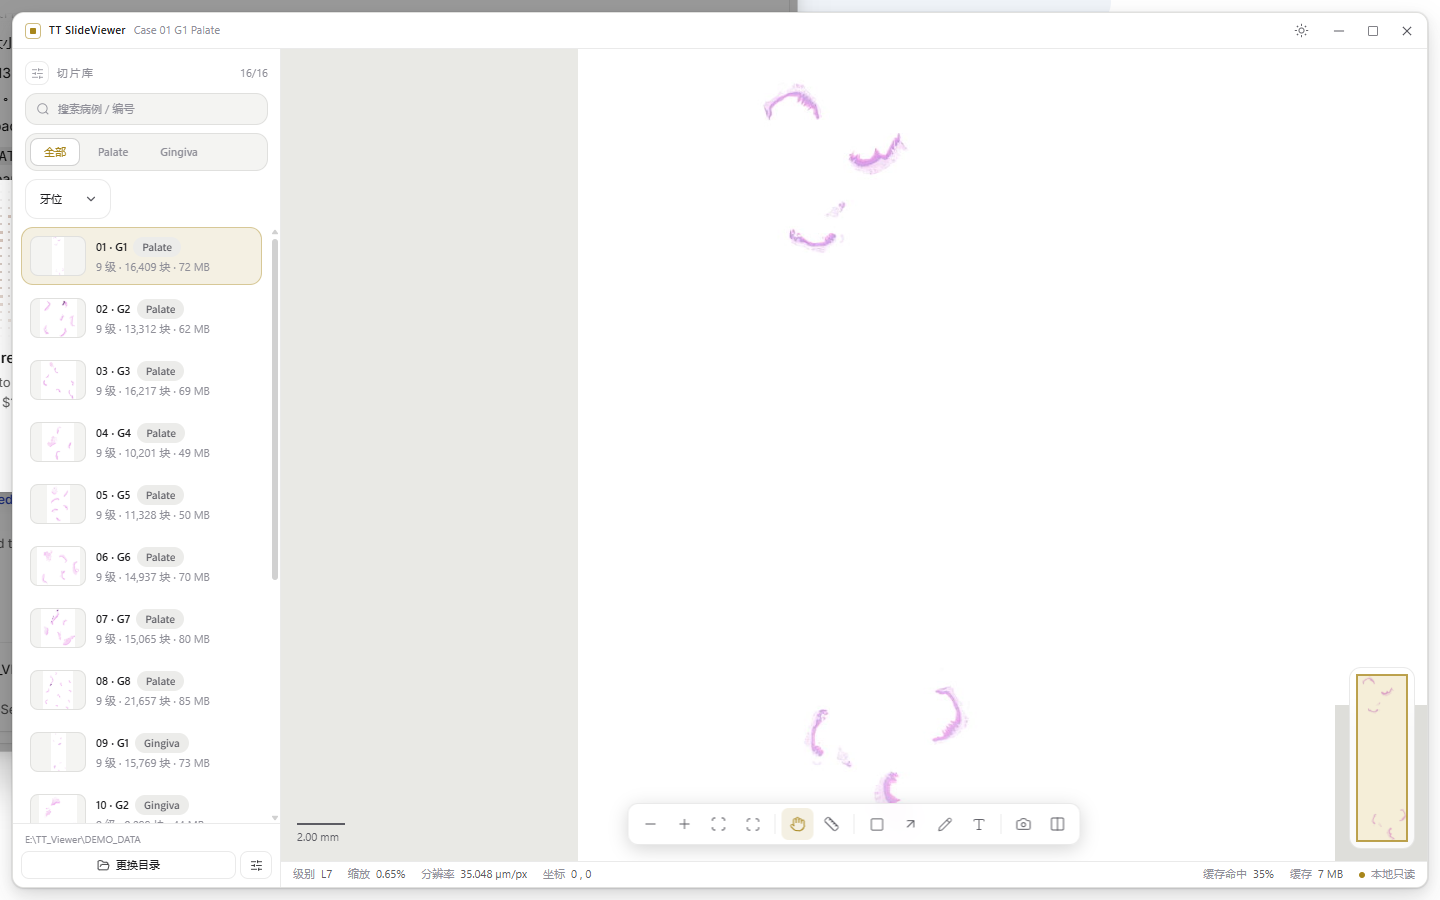 TT SlideViewer Case 01 G1 Palate
切片库 16/16
搜索病例 / 编号
全部 Palate Gingiva
牙位
01 · G1 Palate
9 级 · 16,409 块 · 72 MB
02 · G2 Palate
9 级 · 13,312 块 · 62 MB
03 · G3 Palate
9 级 · 16,217 块 · 69 MB
04 · G4 Palate
9 级 · 10,201 块 · 49 MB
05 · G5 Palate
9 级 · 11,328 块 · 50 MB
06 · G6 Palate
9 级 · 14,937 块 · 70 MB
07 · G7 Palate
9 级 · 15,065 块 · 80 MB
08 · G8 Palate
9 级 · 21,657 块 · 85 MB
09 · G1 Gingiva
9 级 · 15,769 块 · 73 MB
10 · G2 Gingiva
E:\TT_Viewer\DEMO_DATA
更换目录
2.00 mm
T
级别 L7 缩放 0.65% 分辨率 35.048 µm/px 坐标 0 , 0
缓存命中 35% 缓存 7 MB 本地只读